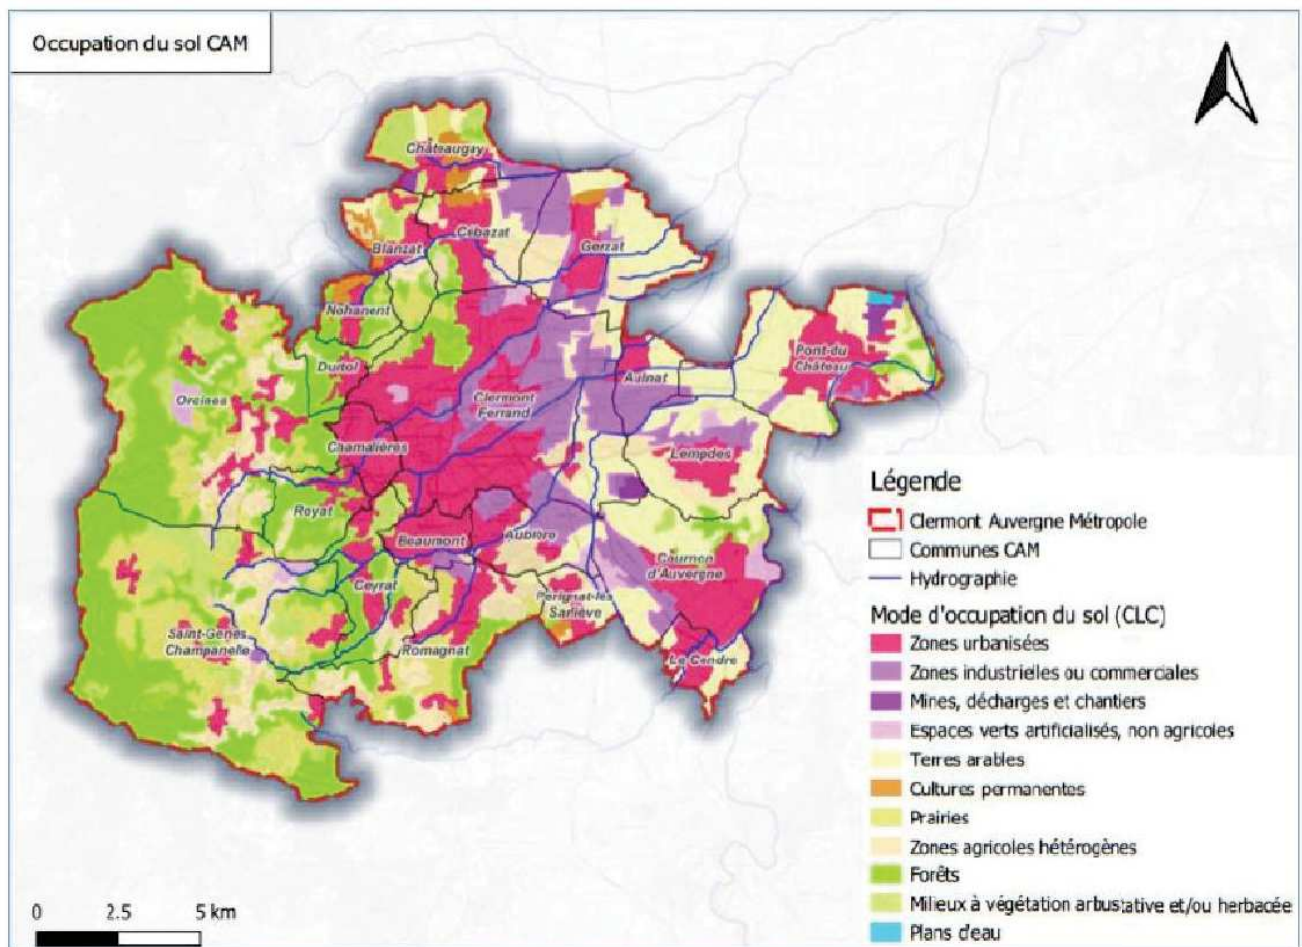 Occupation du sol CAM
Châteaugay
Cébazat
Blanzat
Gerzat
Nohanent
Durtol
Pont-du
Château
Aulnat
Orcines
Clermont
Ferrand
Chamalières
Lempdes
Royat
Beaumont
Aubière
Cournon
d'Auvergne
Ceyrat
Pérignat-les
Sarliève
Saint-Genès
Champanelle
Romagnat
Le Cendre
Légende
Clermont Auvergne Métropole
Communes CAM
Hydrographie
Mode d'occupation du sol (CLC)
Zones urbanisées
Zones industrielles ou commerciales
Mines, décharges et chantiers
Espaces verts artificialisés, non agricoles
Terres arables
Cultures permanentes
Prairies
Zones agricoles hétérogènes
Forêts
Milieux à végétation arbustative et/ou herbacée
Plans d'eau
0 2.5 5 km